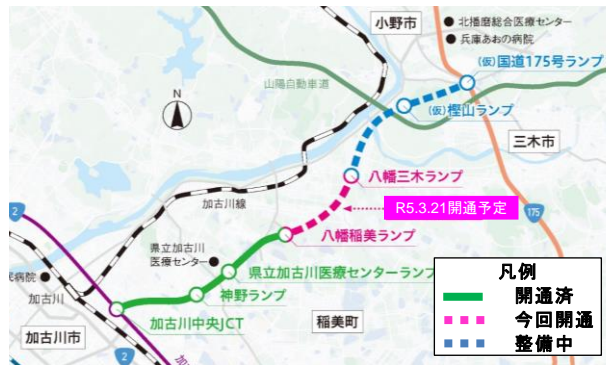 小野市
北播磨総合医療センター
兵庫あおの病院
(仮)国道175号ランプ
山陽自動車道
N
(仮)樫山ランプ
三木市
八幡三木ランプ
加古川線
R5.3.21開通予定
175
2
八幡稲美ランプ
県立加古川
医療センター
県立加古川医療センターランプ
病院
神野ランプ
加古川
加古川中央JCT
稲美町
加古川市
2
凡例
開通済
今回開通
整備中